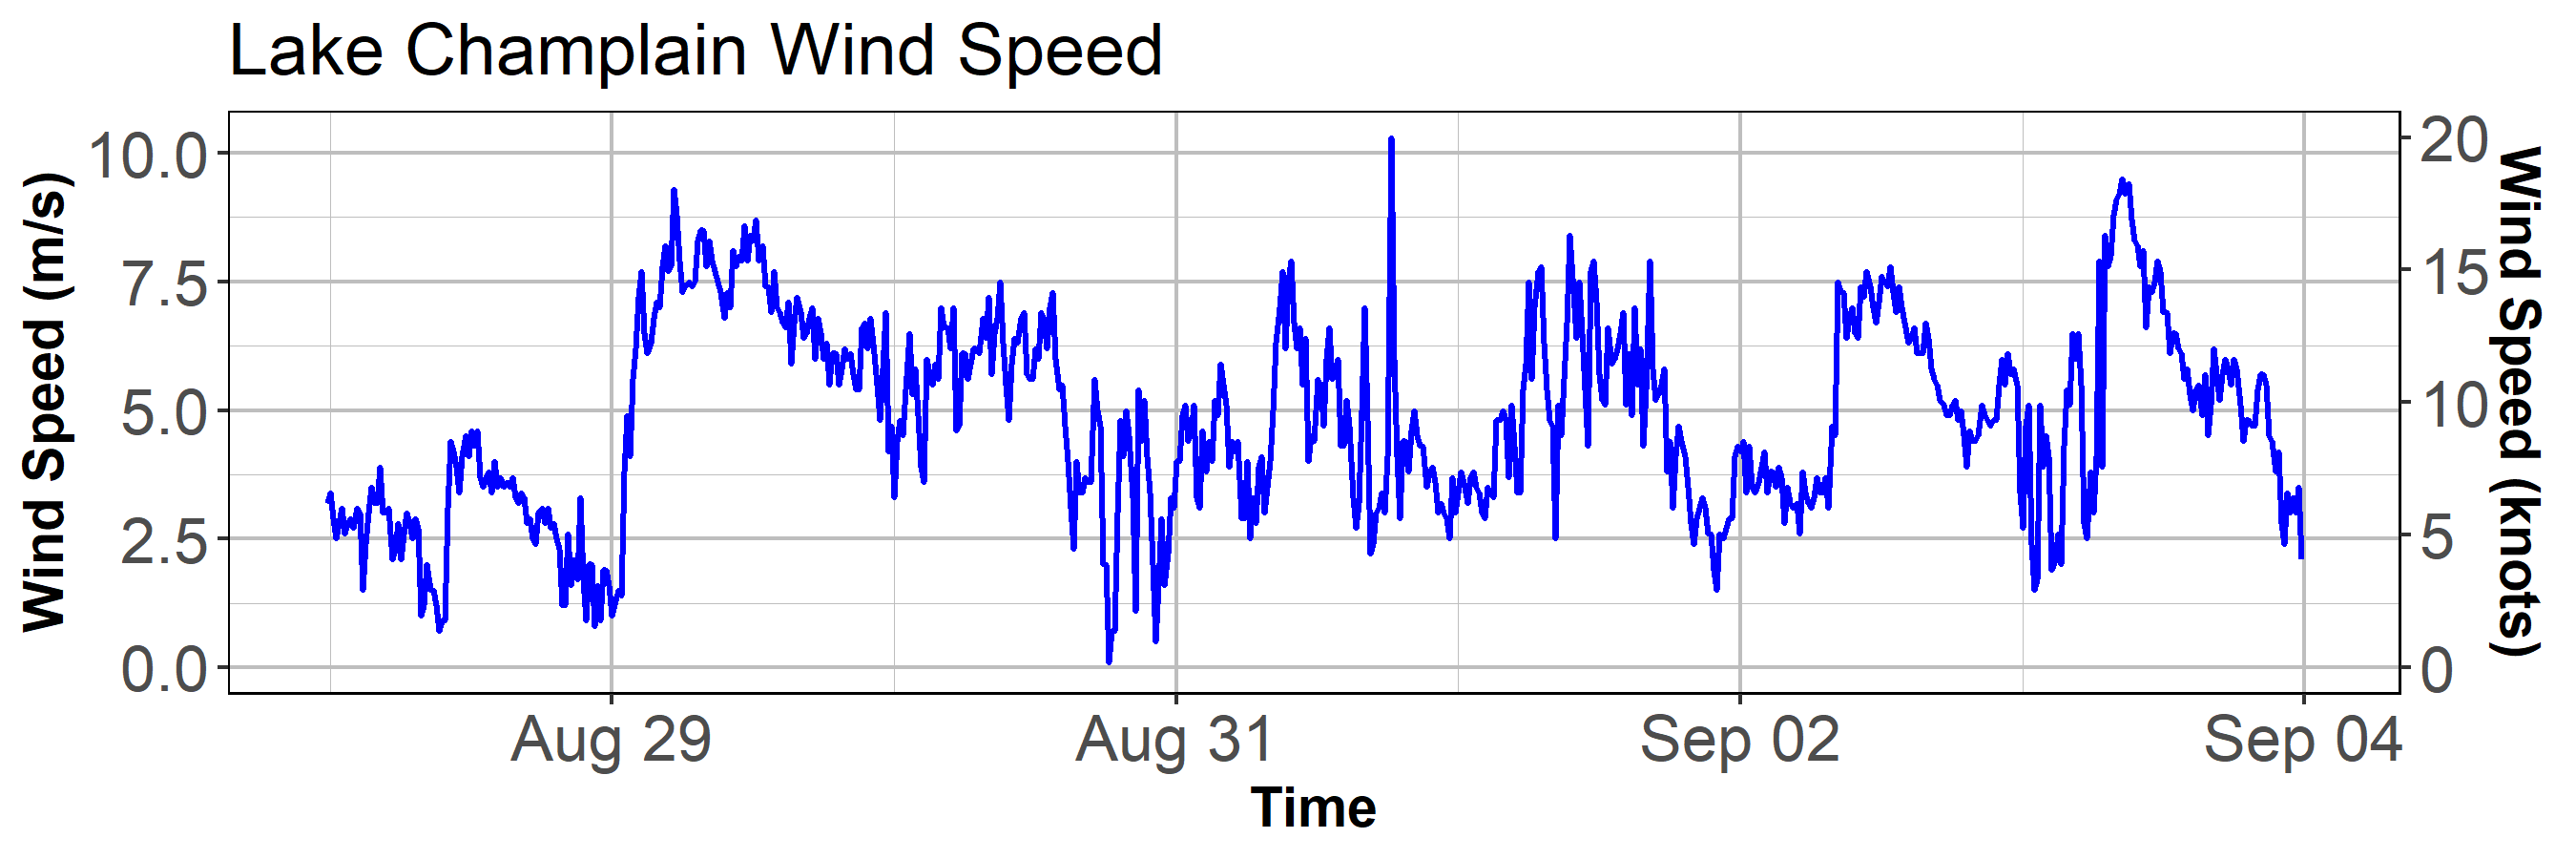 Lake Champlain Wind Speed
Wind Speed (m/s)
10.0
7.5
5.0
2.5
0.0
20
15
10
5
0
Wind Speed (knots)
Aug 29
Aug 31
Sep 02
Sep 04
Time